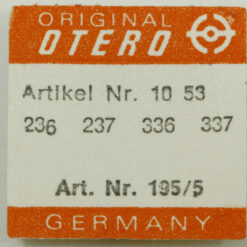 ORIGINAL
OTERO
Artikel Nr. 10 53
236 237 336 337
Art. Nr. 195/5
GERMANY